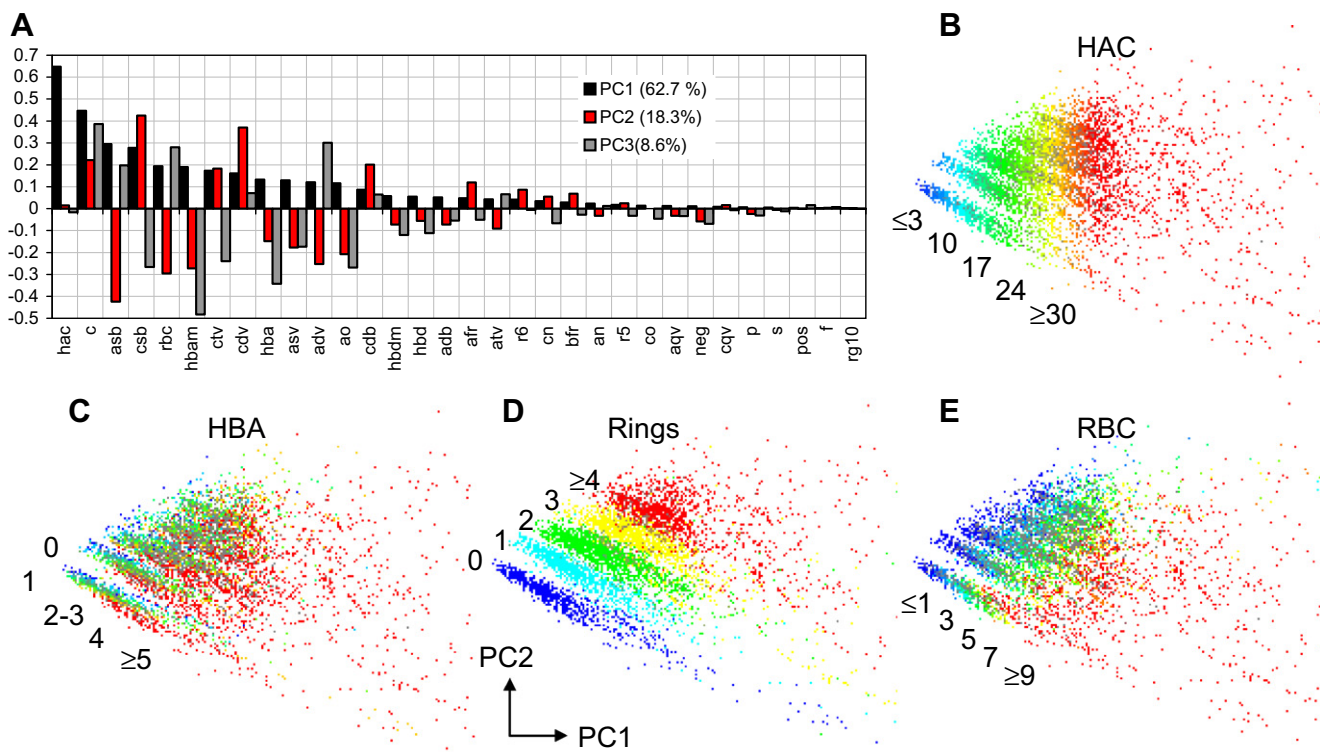 A
0.7
0.6
0.5
0.4
0.3
0.2
0.1
0
-0.1
-0.2
-0.3
-0.4
-0.5
PC1 (62.7 %)
PC2 (18.3%)
PC3(8.6%)
hac
c
asb
csb
rbc
hbam
ctv
cdv
hba
asv
adv
ao
cdb
hbdm
hbd
adb
afr
atv
r6
cn
bfr
an
r5
co
aqv
neg
cqv
p
s
pos
f
rg10
B
HAC
≤3
10
17
24
≥30
C
HBA
0
1
2-3
4
≥5
D
Rings
0
1
2
3
≥4
PC2
PC1
E
RBC
≤1
3
5
7
≥9